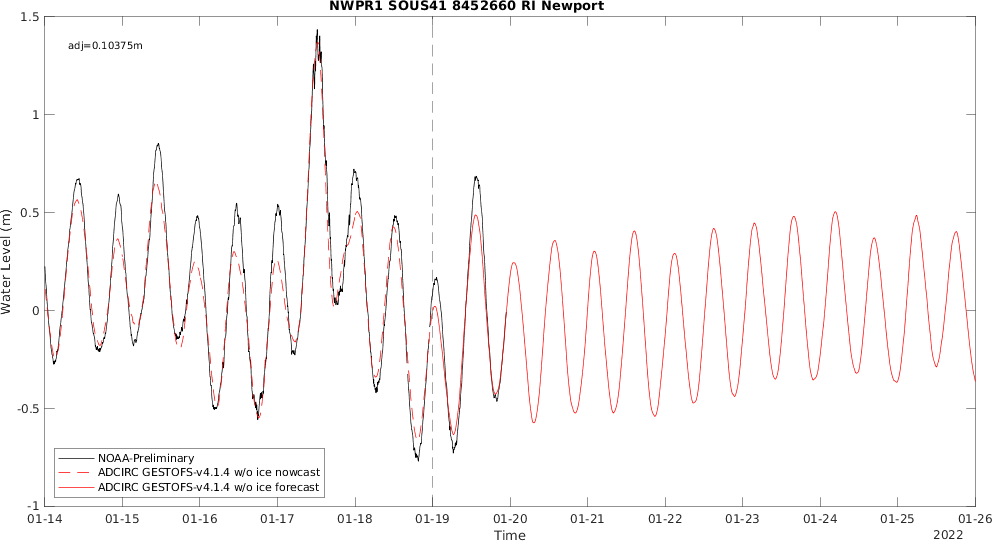 NWPR1 SOUS41 8452660 RI Newport
adj=0.10375m
1.5
1
0.5
0
-0.5
-1
Water Level (m)
NOAA-Preliminary
ADCIRC GESTOFS-v4.1.4 w/o ice nowcast
ADCIRC GESTOFS-v4.1.4 w/o ice forecast
01-14 01-15 01-16 01-17 01-18 01-19 01-20 01-21 01-22 01-23 01-24 01-25 01-26
Time
2022